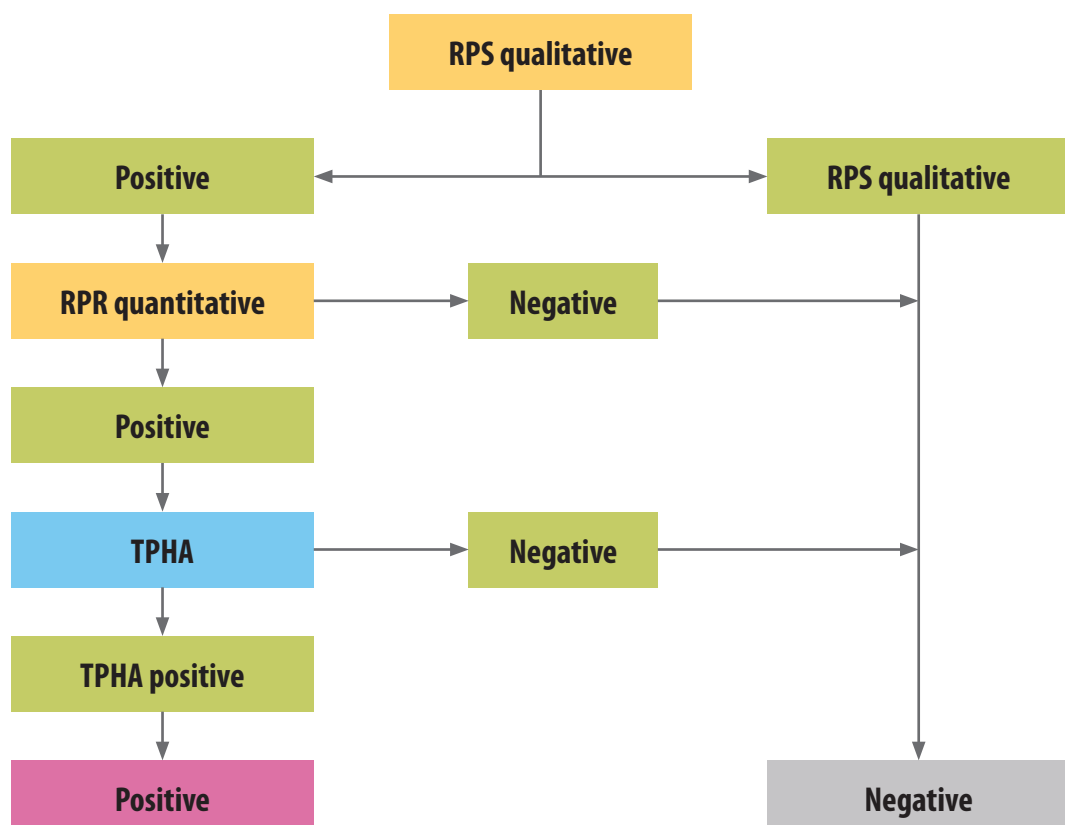 RPS qualitative
Positive
RPS qualitative
RPR quantitative
Negative
Positive
TPHA
Negative
TPHA positive
Positive
Negative